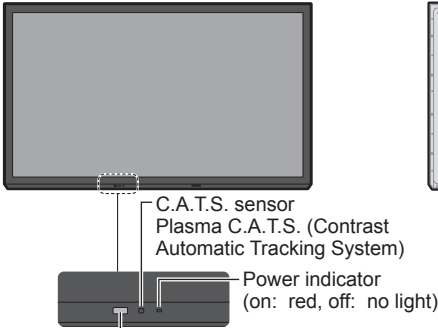 C.A.T.S. sensor
Plasma C.A.T.S. (Contrast
Automatic Tracking System)
Power indicator
(on: red, off: no light)